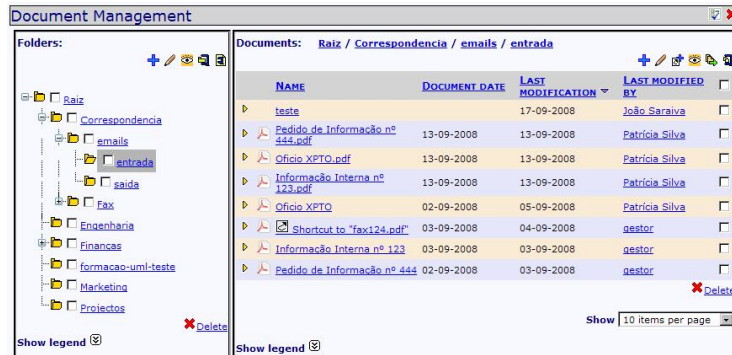 Document Management
Folders:
Raiz
Correspondencia
emails
entrada
saida
Fax
Engenharia
Financas
formacao-uml-teste
Marketing
Projectos
Delete
Show legend
Documents: Raiz / Correspondencia / emails / entrada
NAME DOCUMENT DATE LAST MODIFICATION LAST MODIFIED BY
teste 17-09-2008 João Saraiva
Pedido de Informação nº 444.pdf 13-09-2008 13-09-2008 Patrícia Silva
Oficio XPTO.pdf 13-09-2008 13-09-2008 Patrícia Silva
Informação Interna nº 123.pdf 13-09-2008 13-09-2008 Patrícia Silva
Oficio XPTO 02-09-2008 05-09-2008 Patrícia Silva
Shortcut to "fax124.pdf" 03-09-2008 04-09-2008 gestor
Informação Interna nº 123 03-09-2008 03-09-2008 gestor
Pedido de Informação nº 444 02-09-2008 03-09-2008 gestor
Delete
Show 10 items per page
Show legend